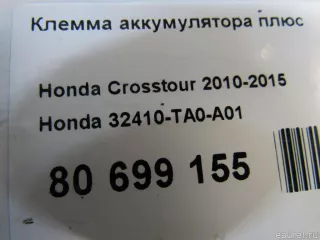 Клемма аккумулятора плюс
Honda Crosstour 2010-2015
Honda 32410-TA0-A01
80 699 155